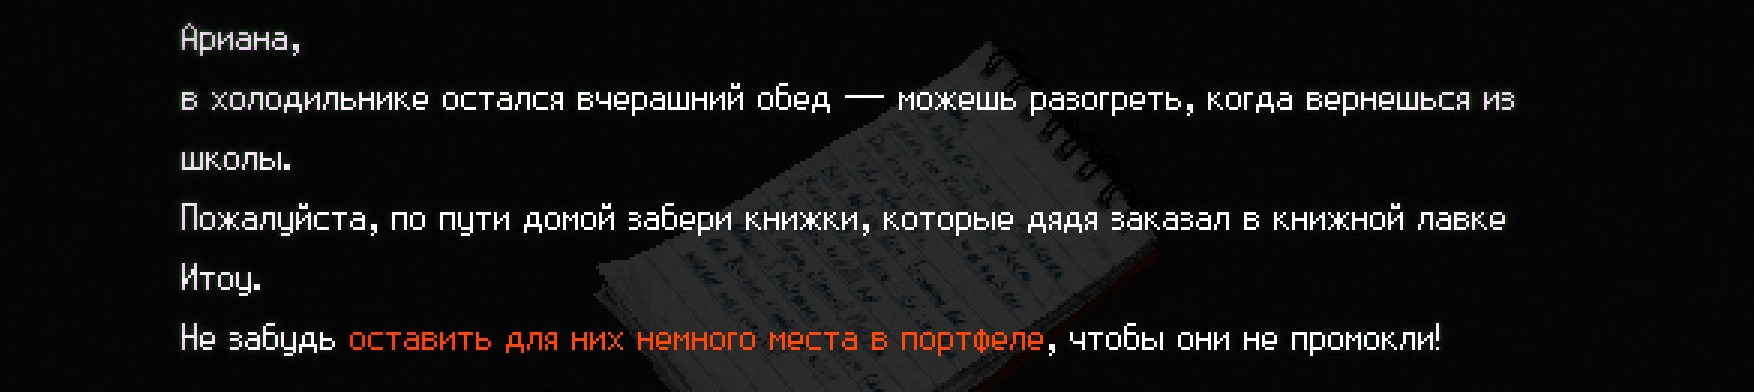 Ариана,
в холодильнике остался вчерашний обед — можешь разогреть, когда вернешься из
школы.
Пожалуйста, по пути домой забери книжки, которые дядя заказал в книжной лавке
Итоу.
Не забудь оставить для них немного места в портфеле, чтобы они не промокли!